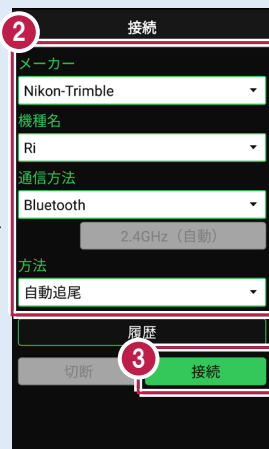 2
接続
メーカー
Nikon-Trimble
機種名
Ri
通信方法
Bluetooth
2.4GHz（自動）
方法
自動追尾
履歴
3
切断
接続